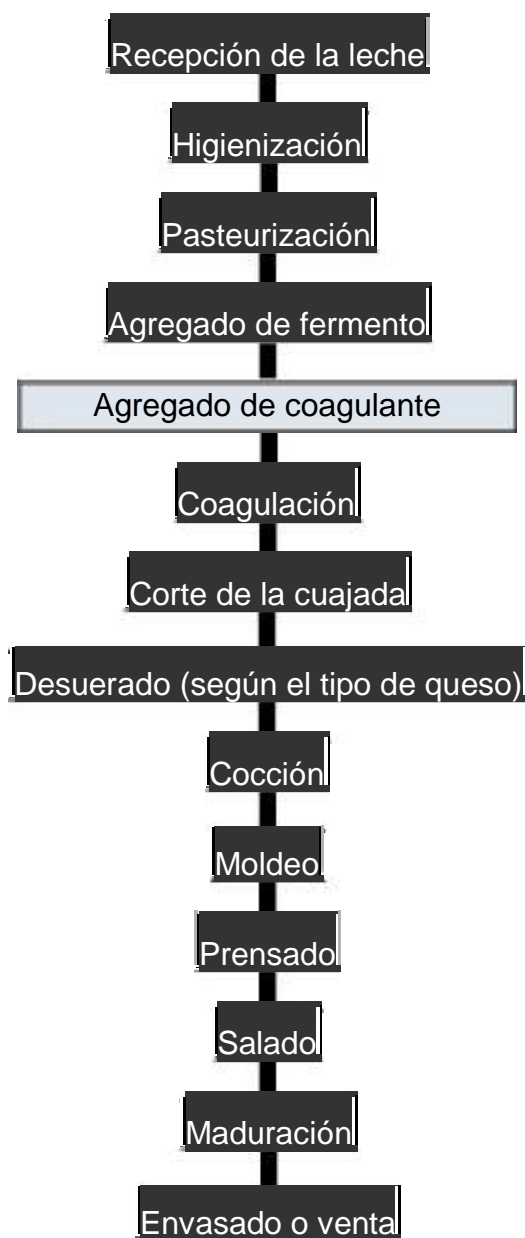 Recepción de la leche
Higienización
Pasteurización
Agregado de fermento
Agregado de coagulante
Coagulación
Corte de la cuajada
Desuerado (según el tipo de queso)
Cocción
Moldeo
Prensado
Salado
Maduración
Envasado o venta